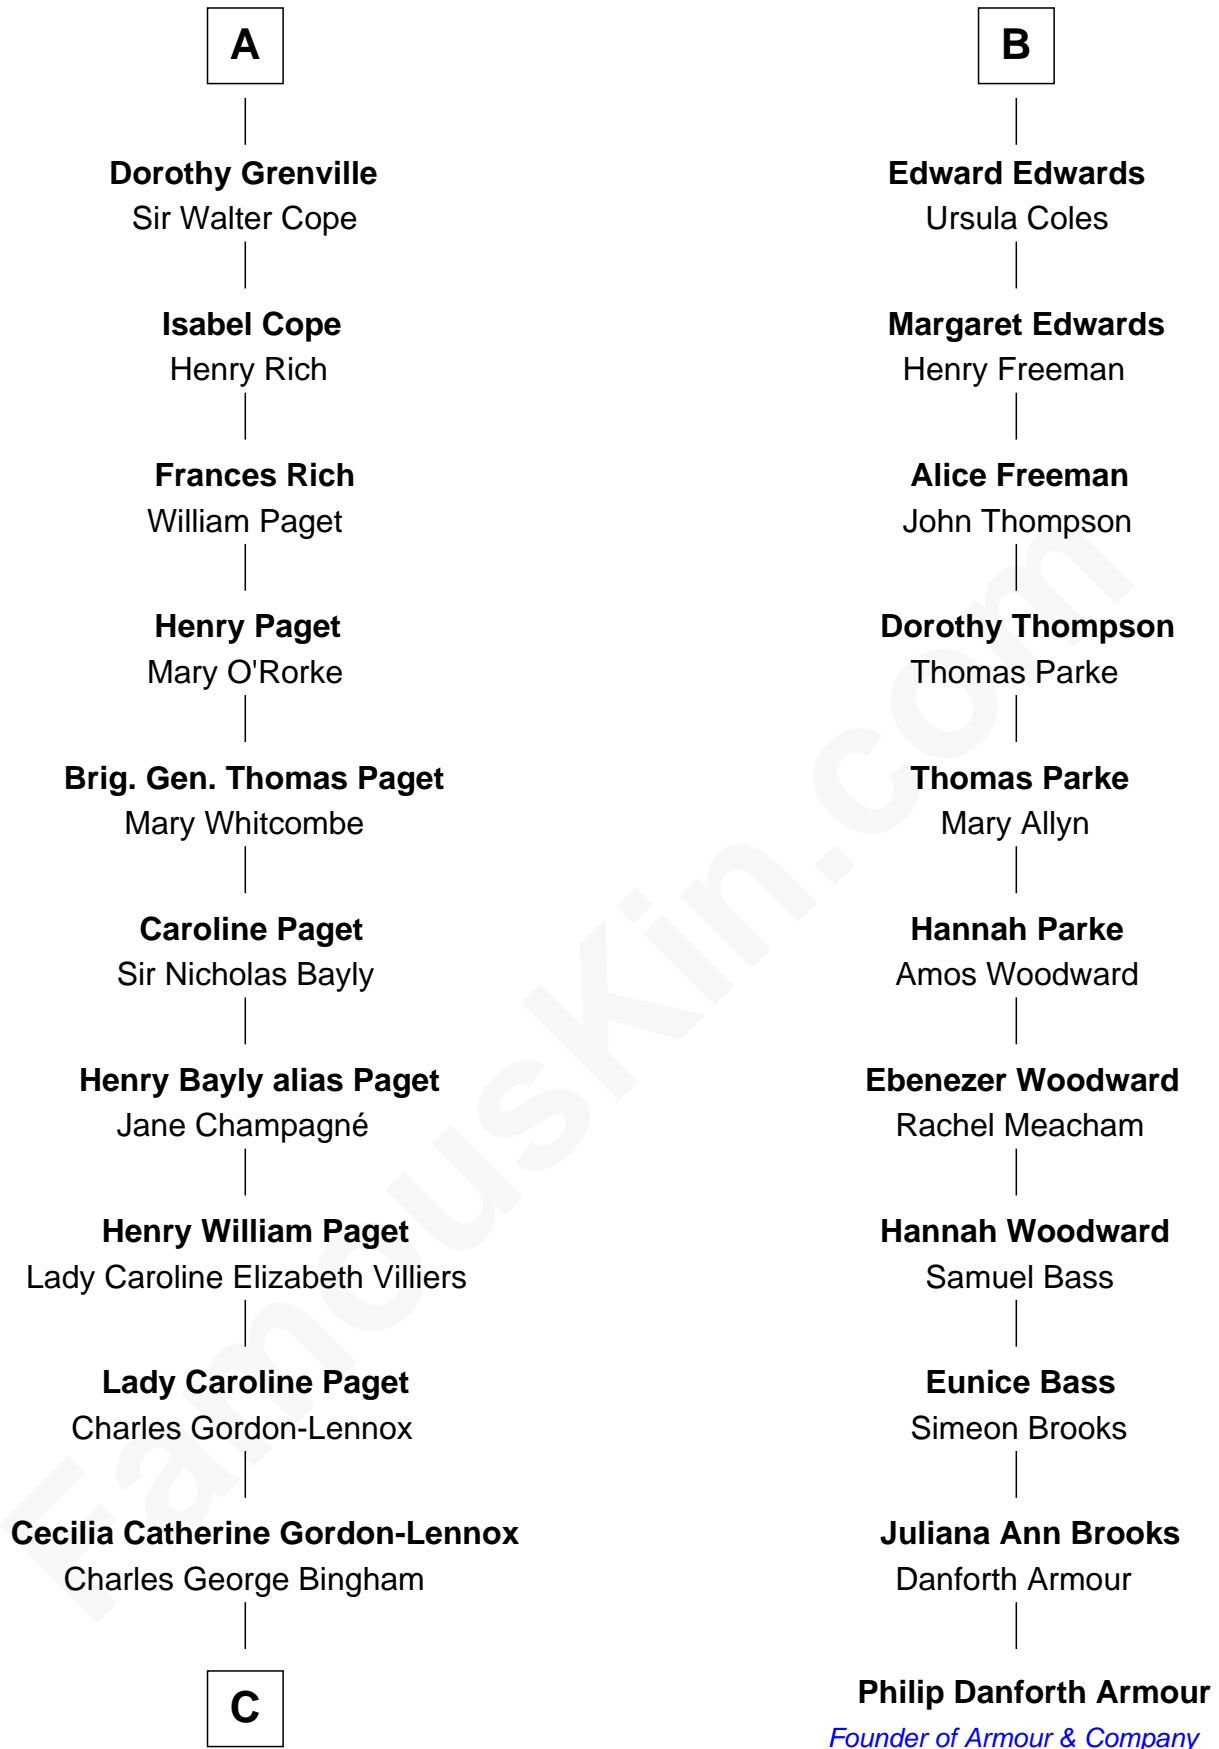 A
Dorothy Grenville
Sir Walter Cope
Isabel Cope
Henry Rich
Frances Rich
William Paget
Henry Paget
Mary O'Rorke
Brig. Gen. Thomas Paget
Mary Whitcombe
Caroline Paget
Sir Nicholas Bayly
Henry Bayly alias Paget
Jane Champagné
Henry William Paget
Lady Caroline Elizabeth Villiers
Lady Caroline Paget
Charles Gordon-Lennox
Cecilia Catherine Gordon-Lennox
Charles George Bingham
C
B
Edward Edwards
Ursula Coles
Margaret Edwards
Henry Freeman
Alice Freeman
John Thompson
Dorothy Thompson
Thomas Parke
Thomas Parke
Mary Allyn
Hannah Parke
Amos Woodward
Ebenezer Woodward
Rachel Meacham
Hannah Woodward
Samuel Bass
Eunice Bass
Simeon Brooks
Juliana Ann Brooks
Danforth Armour
Philip Danforth Armour
Founder of Armour & Company
FamousKin.com